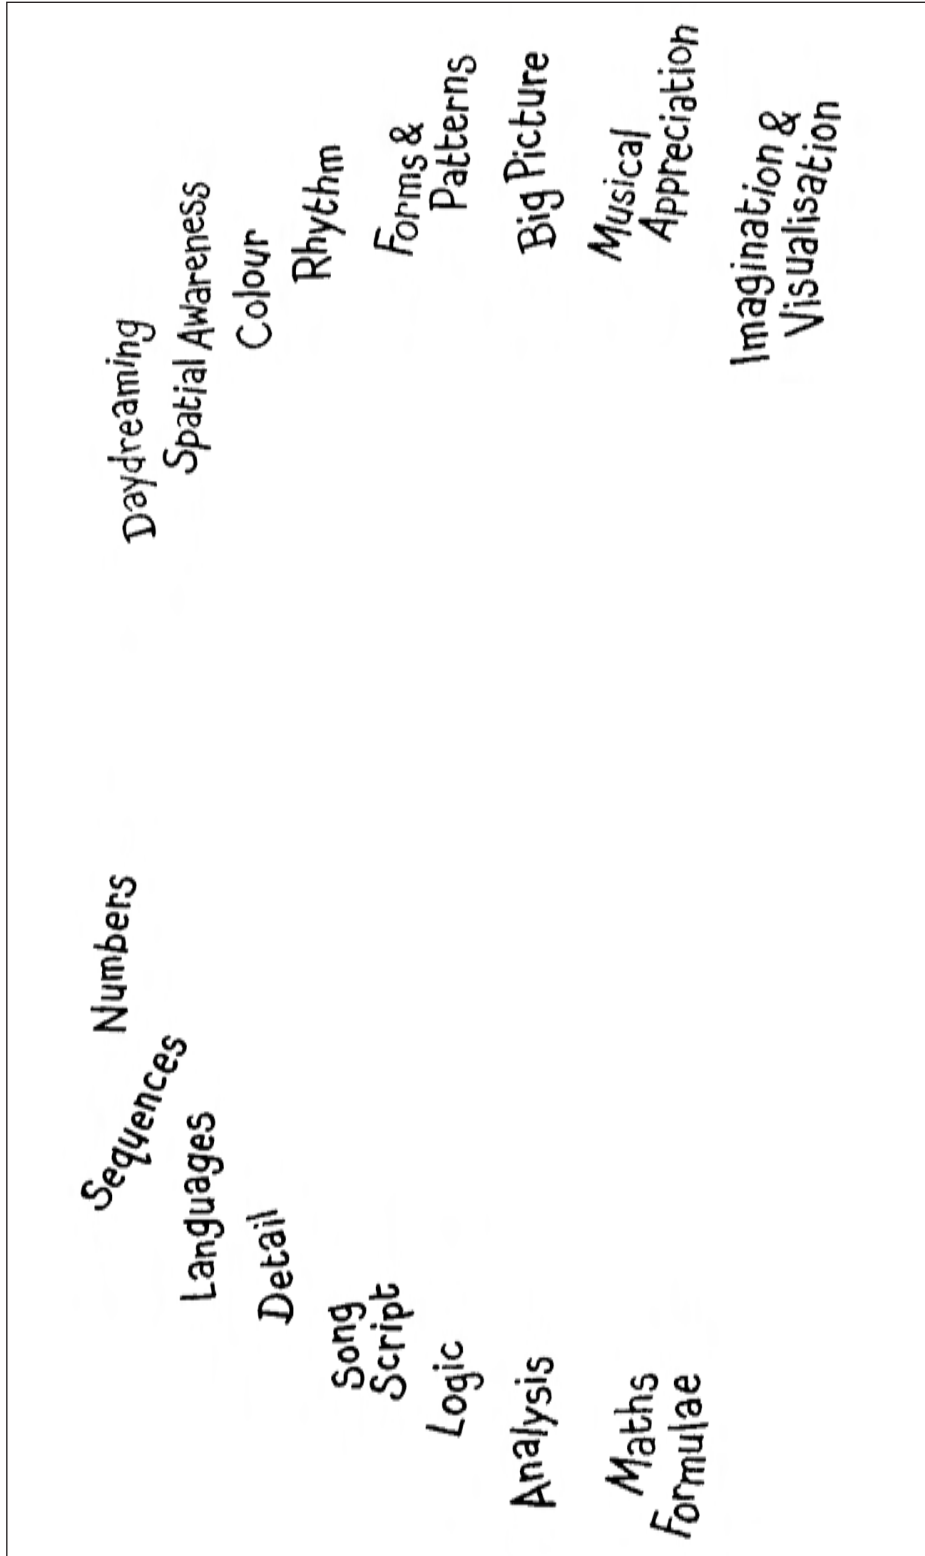 Numbers
Sequences
Languages
Detail
Song
Script
Logic
Analysis
Maths
Formulae
Daydreaming
Spatial Awareness
Colour
Rhythm
Forms &
Patterns
Big Picture
Musical
Appreciation
Imagination &
Visualisation